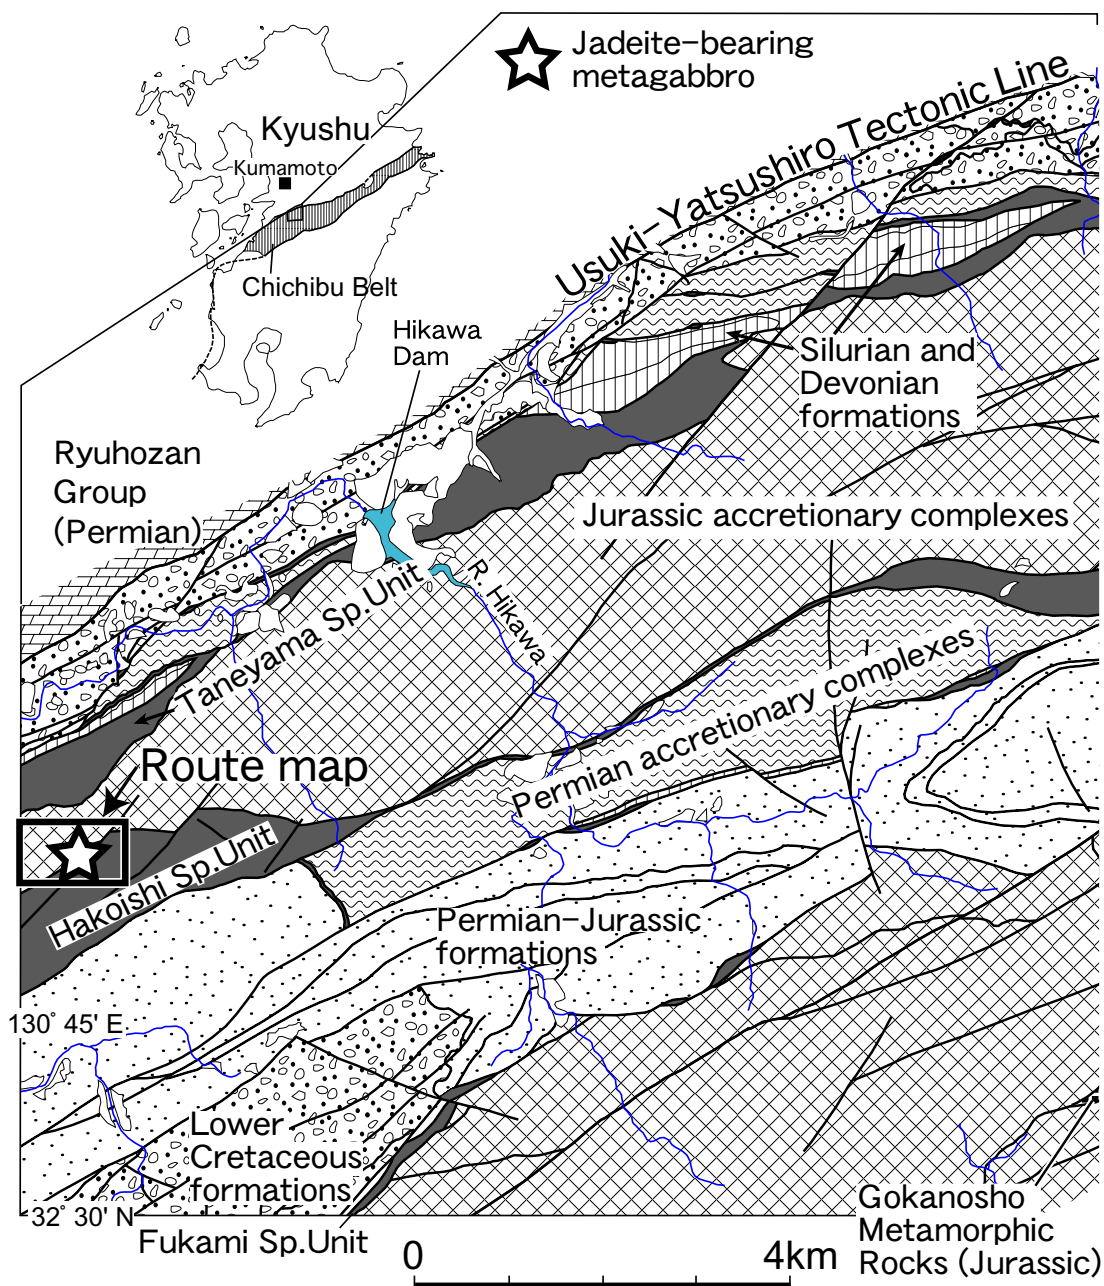 Jadeite-bearing
metagabbro
Usuki-Yatsushiro Tectonic Line
Kyushu
Kumamoto
Chichibu Belt
Hikawa
Dam
Silurian and
Devonian
formations
Ryuhozan
Group
(Permian)
Jurassic accretionary complexes
R. Hikawa
Taneyama Sp.Unit
Permian accretionary complexes
Route map
Hakoishi Sp.Unit
Permian-Jurassic
formations
130° 45' E
Lower
Cretaceous
formations
32° 30' N
Fukami Sp.Unit
Gokanosho
Metamorphic
Rocks (Jurassic)
0 4km